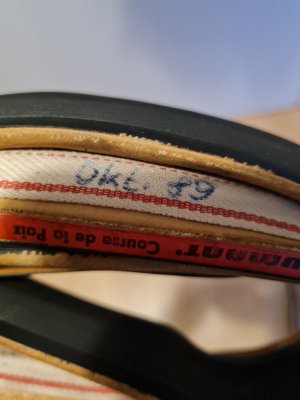 Okt. 89
Course de la Paix